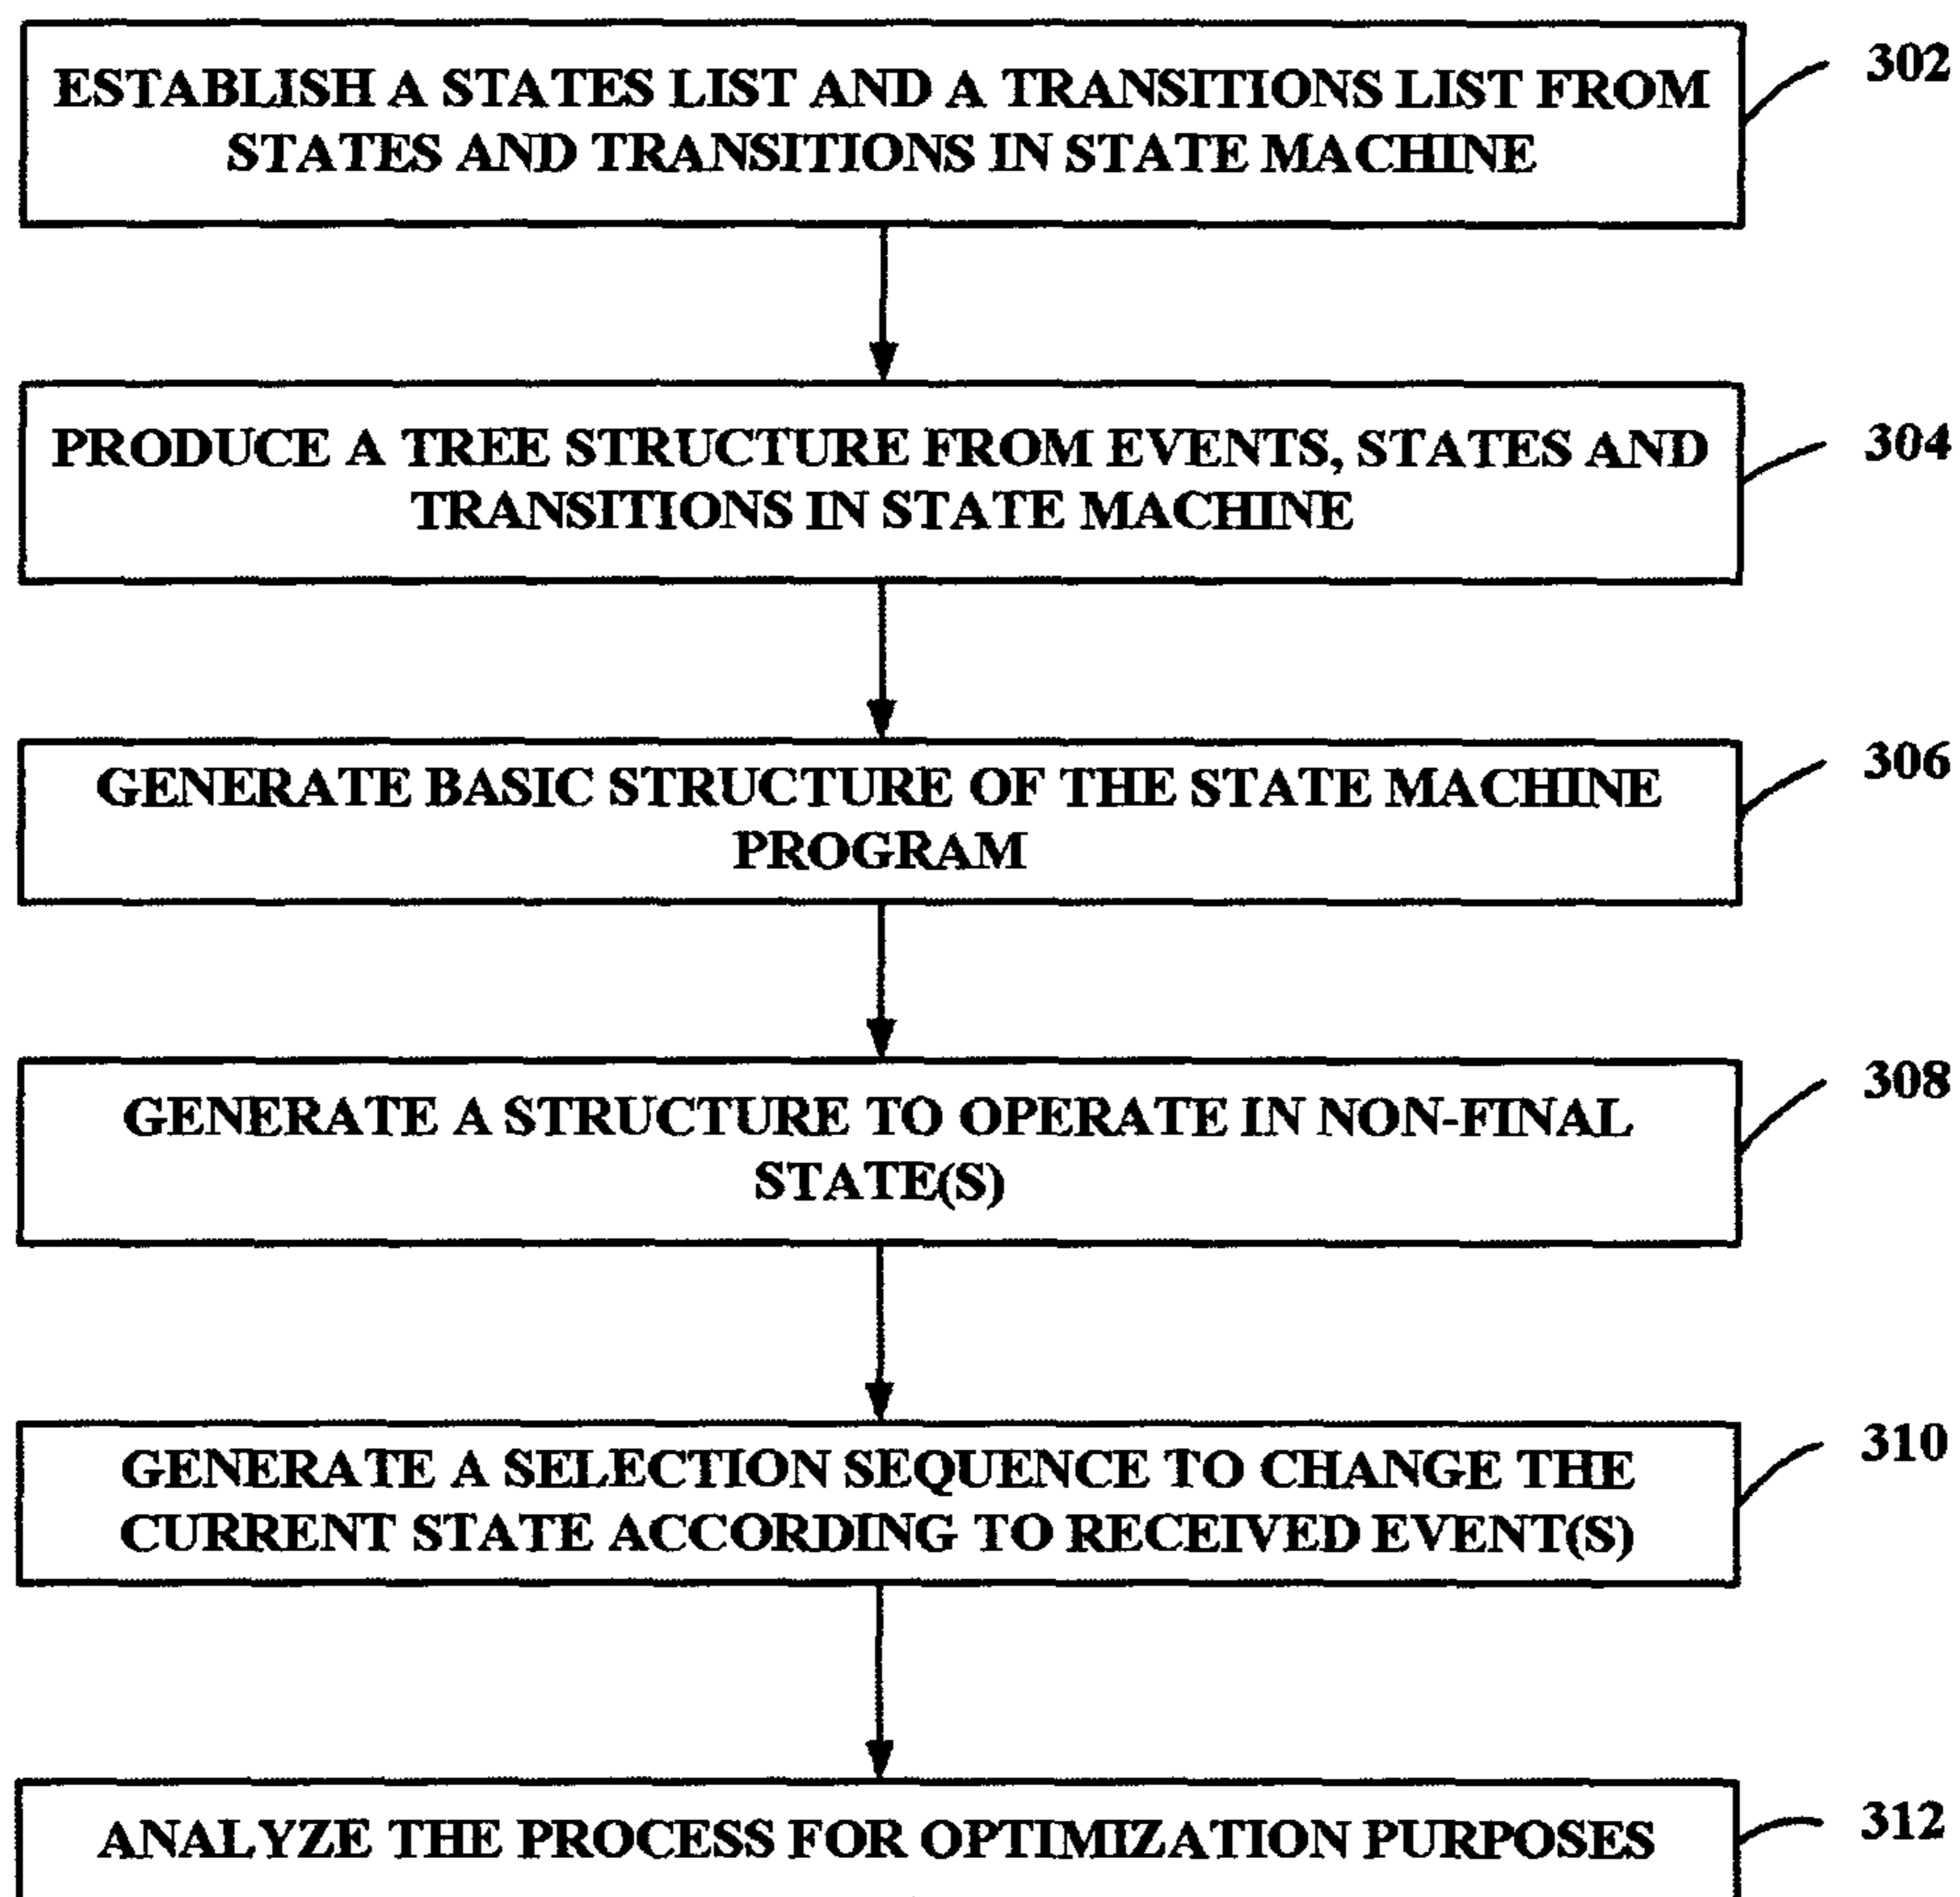 ESTABLISH A STATES LIST AND A TRANSITIONS LIST FROM
STATES AND TRANSITIONS IN STATE MACHINE
302
PRODUCE A TREE STRUCTURE FROM EVENTS, STATES AND
TRANSITIONS IN STATE MACHINE
304
GENERATE BASIC STRUCTURE OF THE STATE MACHINE
PROGRAM
306
GENERATE A STRUCTURE TO OPERATE IN NON-FINAL
STATE(S)
308
GENERATE A SELECTION SEQUENCE TO CHANGE THE
CURRENT STATE ACCORDING TO RECEIVED EVENT(S)
310
ANALYZE THE PROCESS FOR OPTIMIZATION PURPOSES
312